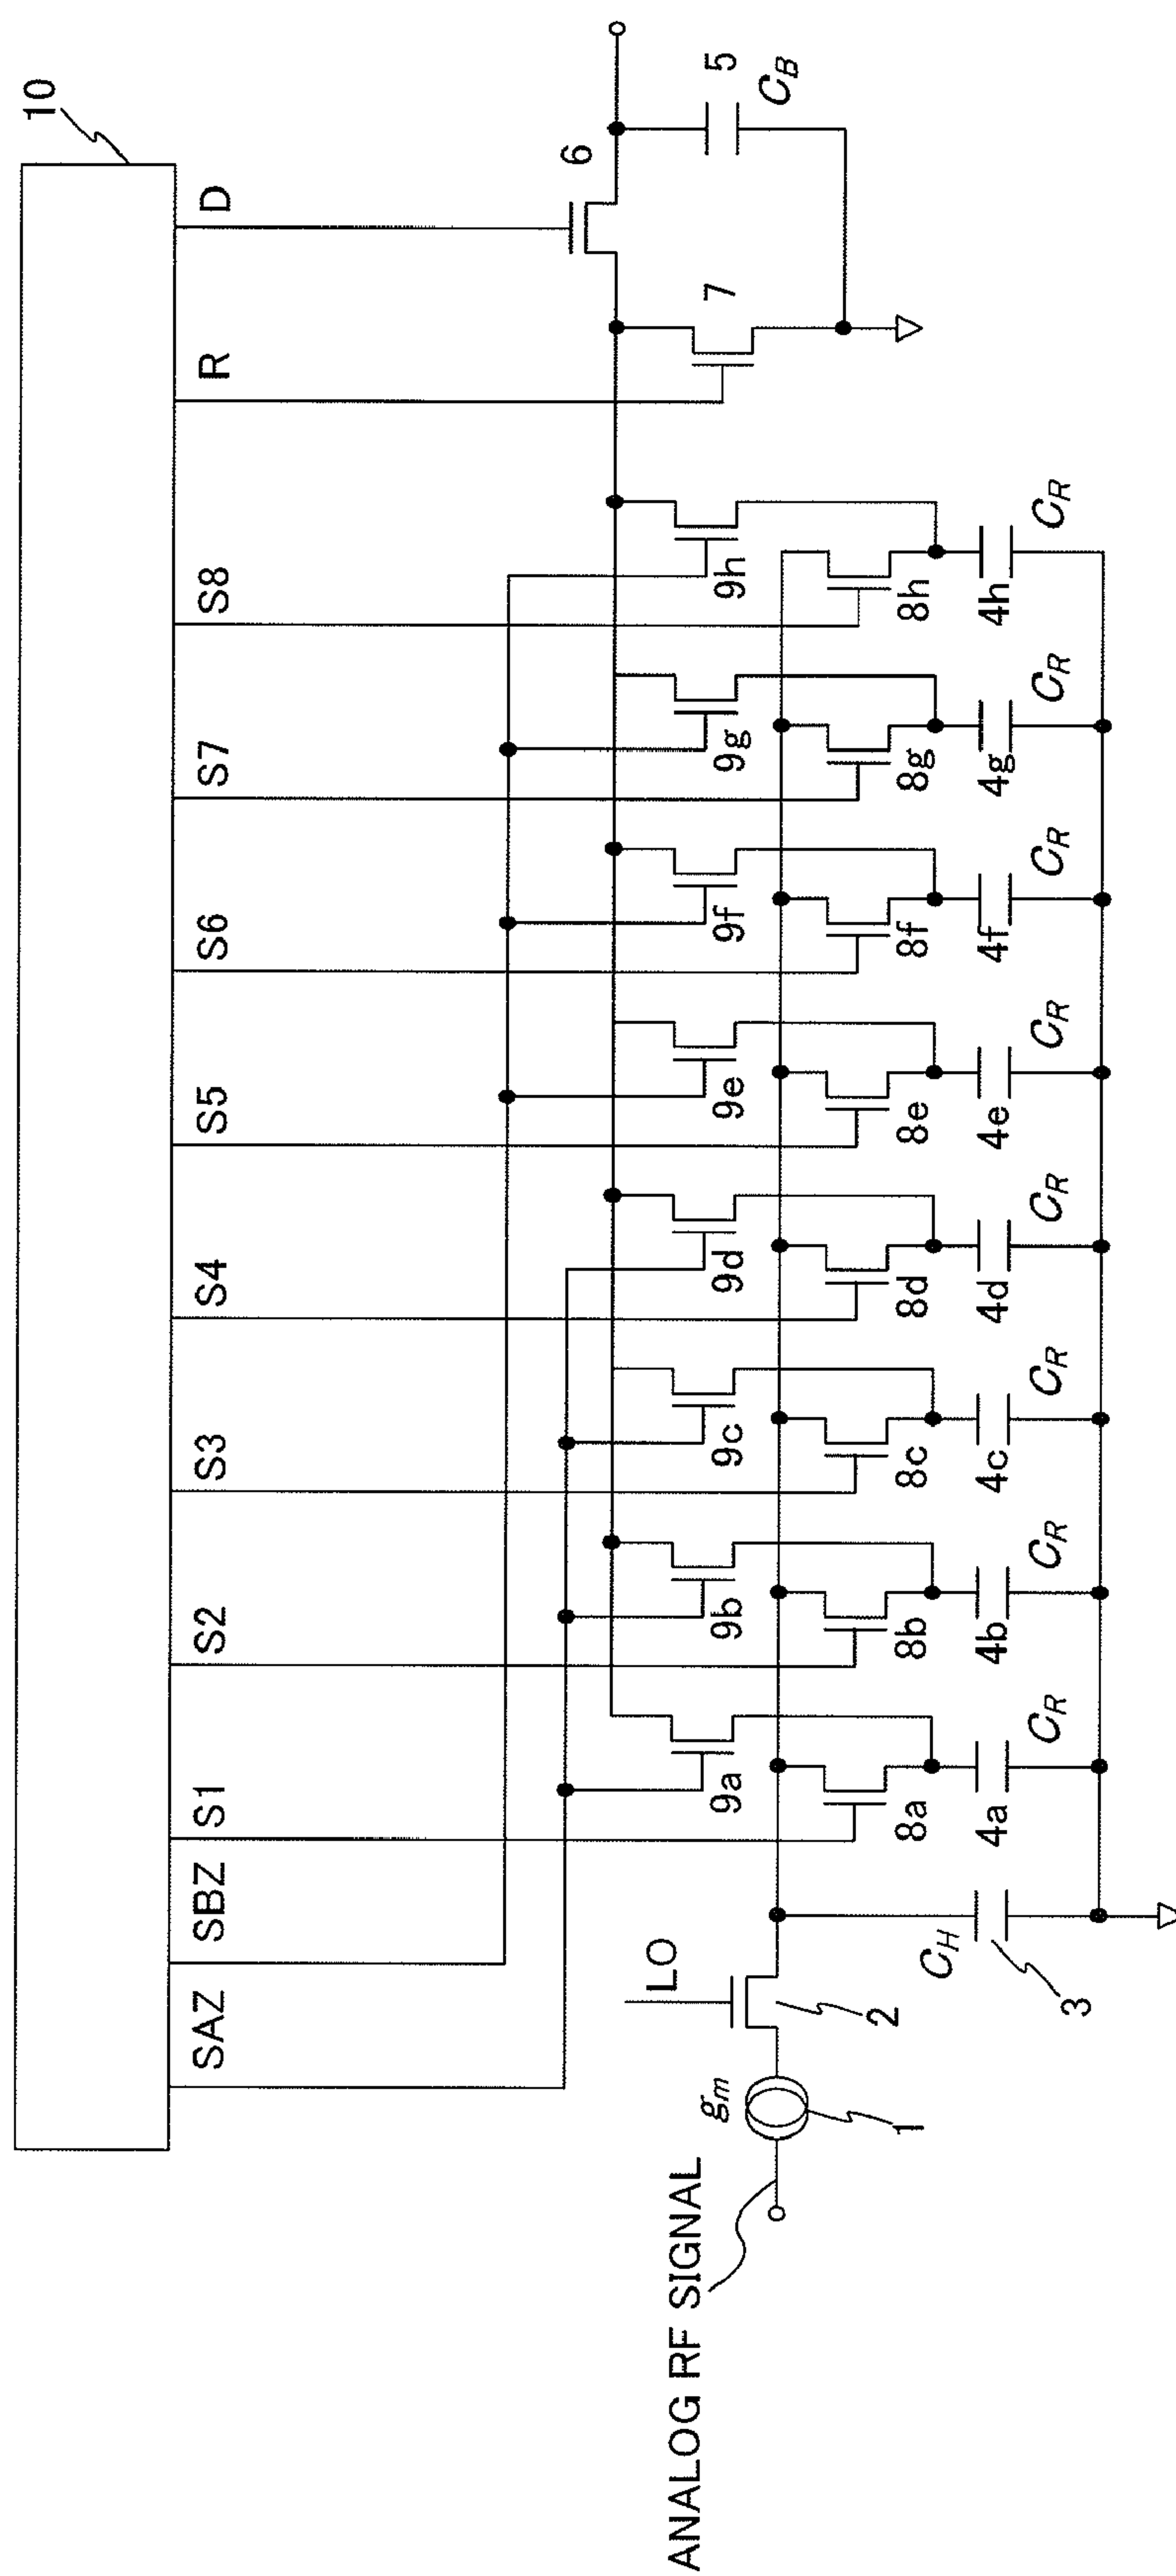 10
SAZ
SBZ
S1
S2
S3
S4
S5
S6
S7
S8
R
D
6
7
5
C_B
9a
9b
9c
9d
9e
9f
9g
9h
LO
ANALOG RF SIGNAL
g_m
1
2
C_H
3
8a
8b
8c
8d
8e
8f
8g
8h
4a
4b
4c
4d
4e
4f
4g
4h
C_R
C_R
C_R
C_R
C_R
C_R
C_R
C_R